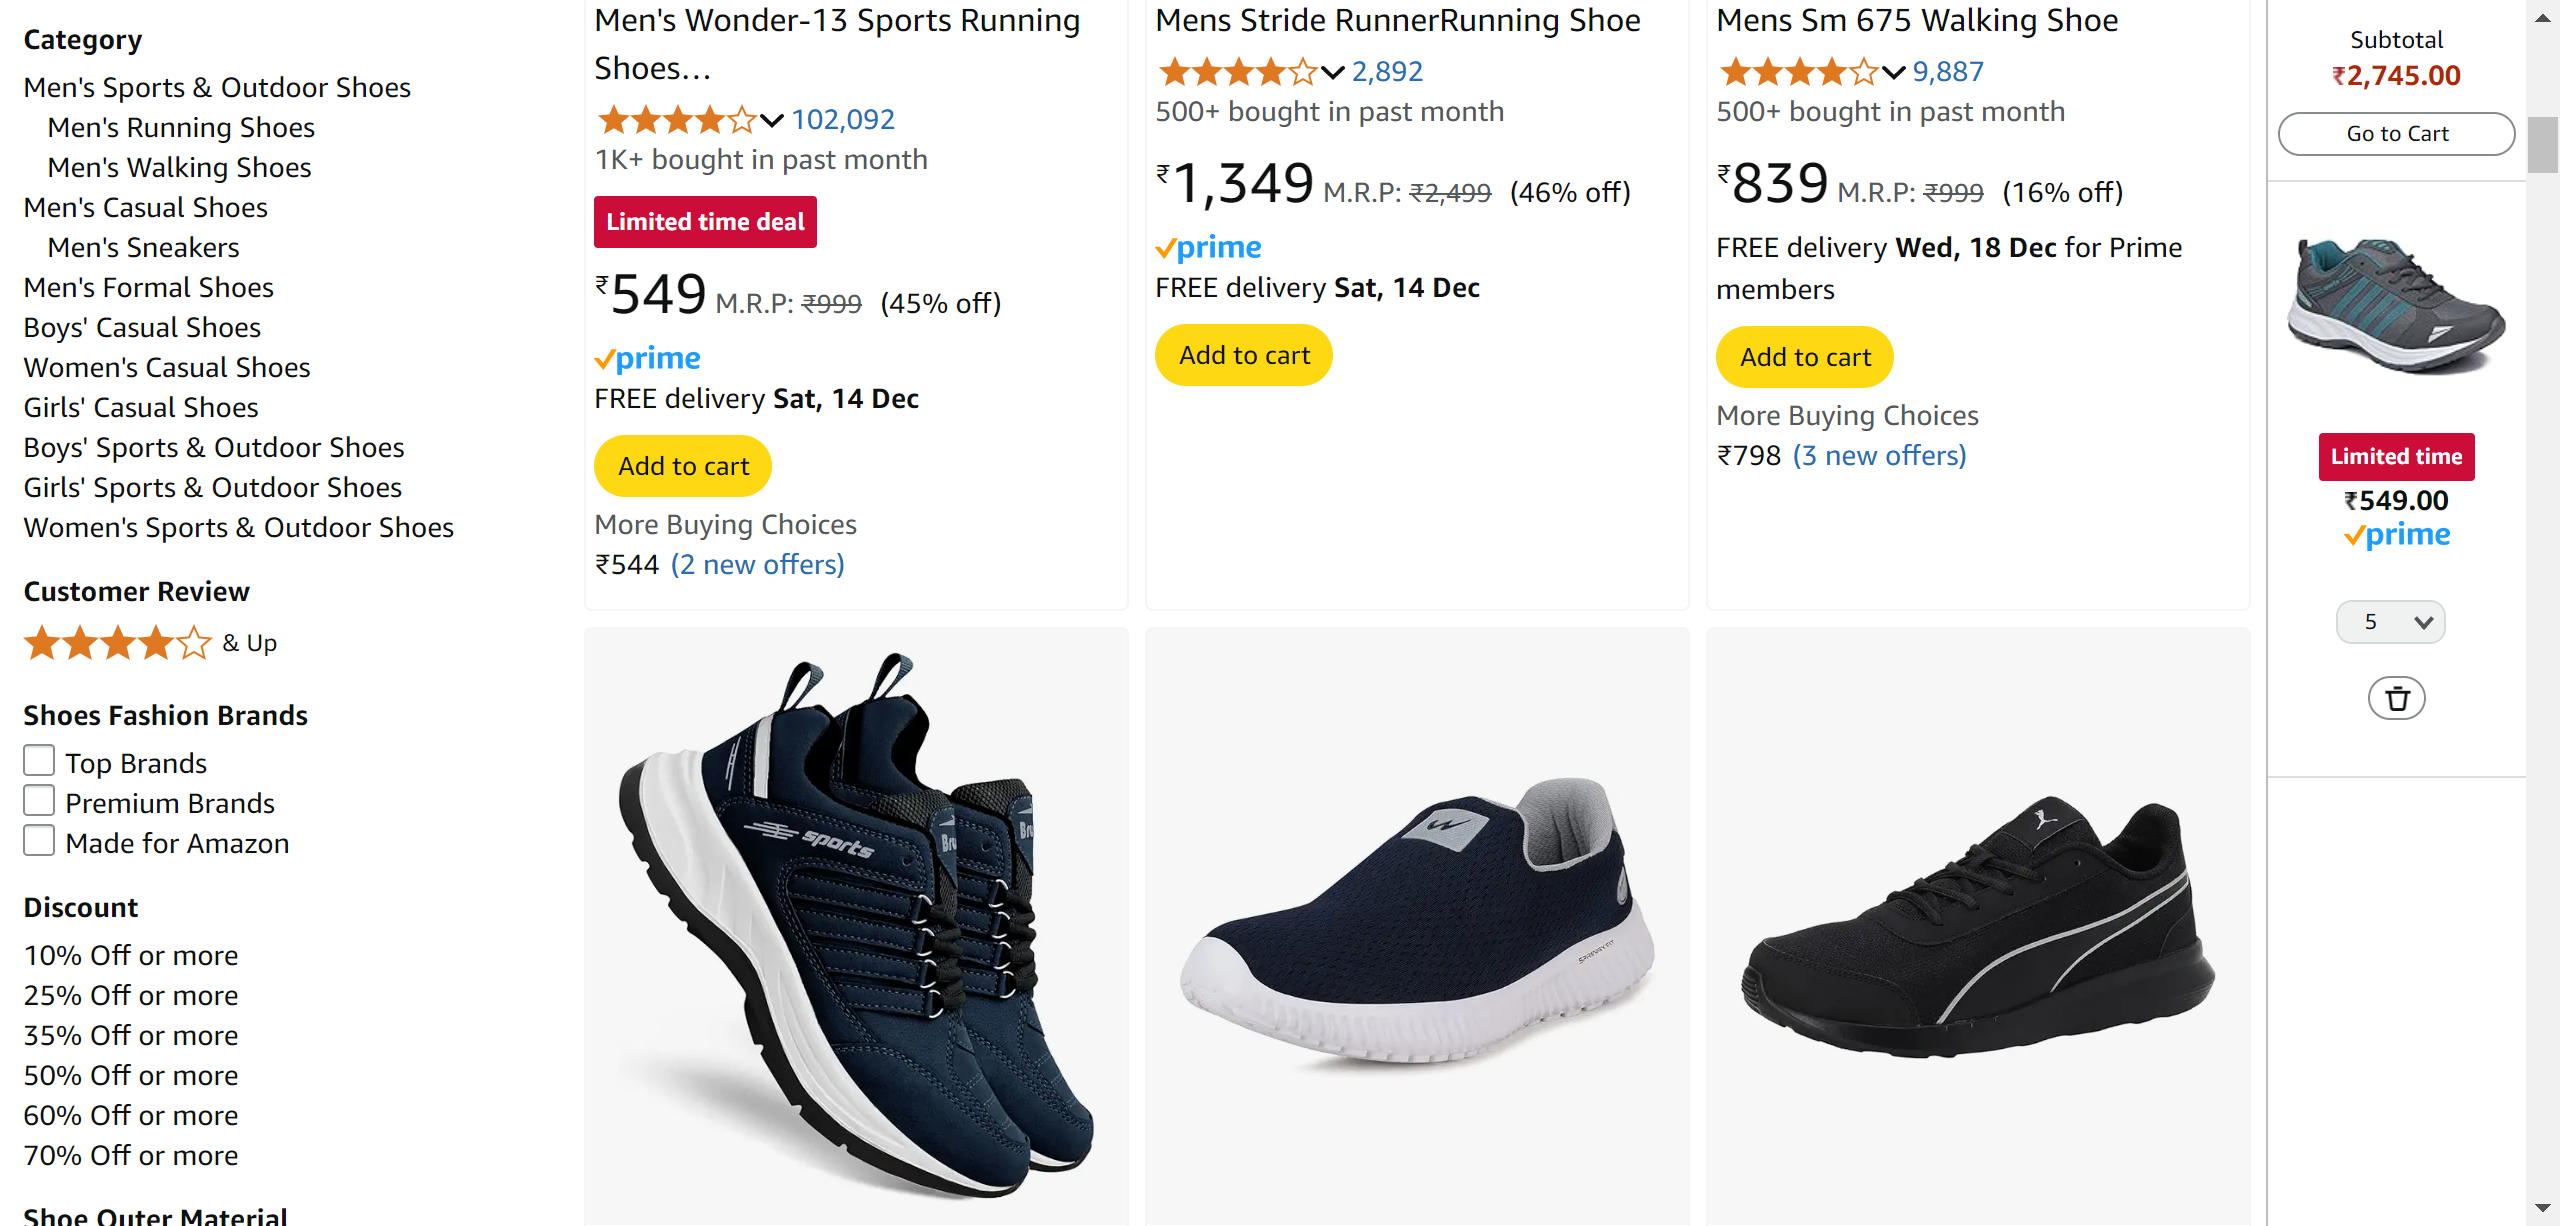 Category
Men's Sports & Outdoor Shoes
Men's Running Shoes
Men's Walking Shoes
Men's Casual Shoes
Men's Sneakers
Men's Formal Shoes
Boys' Casual Shoes
Women's Casual Shoes
Girls' Casual Shoes
Boys' Sports & Outdoor Shoes
Girls' Sports & Outdoor Shoes
Women's Sports & Outdoor Shoes
Customer Review
& Up
Shoes Fashion Brands
Top Brands
Premium Brands
Made for Amazon
Discount
10% Off or more
25% Off or more
35% Off or more
50% Off or more
60% Off or more
70% Off or more
Shoe Outer Material
Men's Wonder-13 Sports Running
Shoes…
102,092
1K+ bought in past month
Limited time deal
₹549 M.R.P: ₹999 (45% off)
prime
FREE delivery Sat, 14 Dec
Add to cart
More Buying Choices
₹544 (2 new offers)
Mens Stride RunnerRunning Shoe
2,892
500+ bought in past month
₹1,349 M.R.P: ₹2,499 (46% off)
prime
FREE delivery Sat, 14 Dec
Add to cart
Mens Sm 675 Walking Shoe
9,887
500+ bought in past month
₹839 M.R.P: ₹999 (16% off)
FREE delivery Wed, 18 Dec for Prime
members
Add to cart
More Buying Choices
₹798 (3 new offers)
sports
Subtotal
₹2,745.00
Go to Cart
Limited time
₹549.00
prime
5